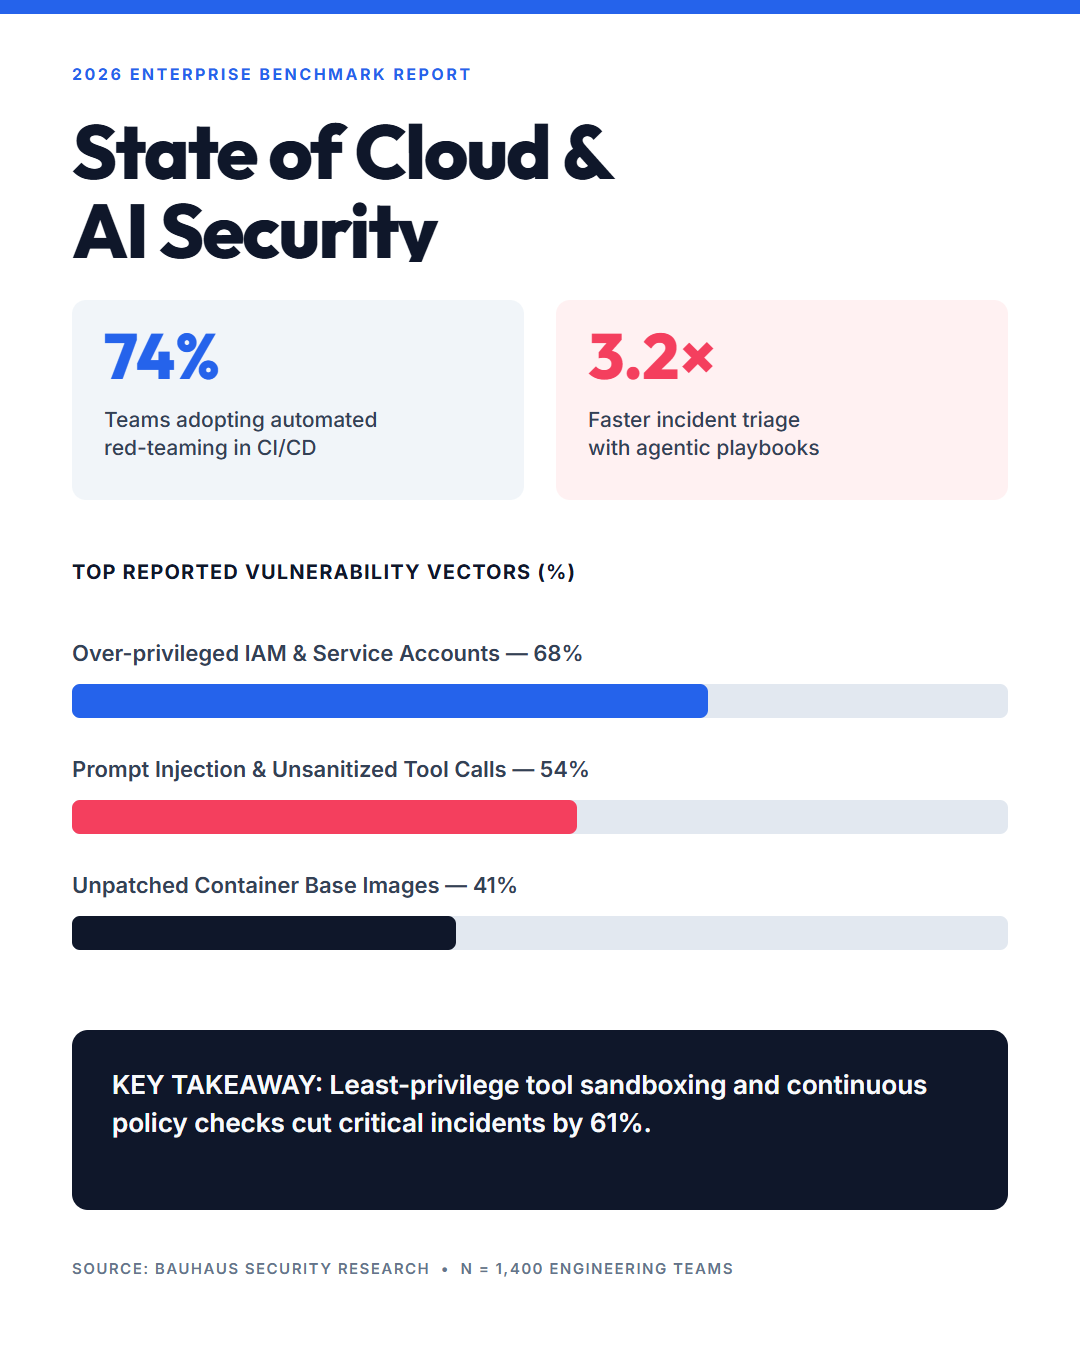 2026 ENTERPRISE BENCHMARK REPORT
State of Cloud &
AI Security
74%
Teams adopting automated
red-teaming in CI/CD
3.2×
Faster incident triage
with agentic playbooks
TOP REPORTED VULNERABILITY VECTORS (%)
Over-privileged IAM & Service Accounts — 68%
Prompt Injection & Unsanitized Tool Calls — 54%
Unpatched Container Base Images — 41%
KEY TAKEAWAY: Least-privilege tool sandboxing and continuous
policy checks cut critical incidents by 61%.
SOURCE: BAUHAUS SECURITY RESEARCH • N = 1,400 ENGINEERING TEAMS